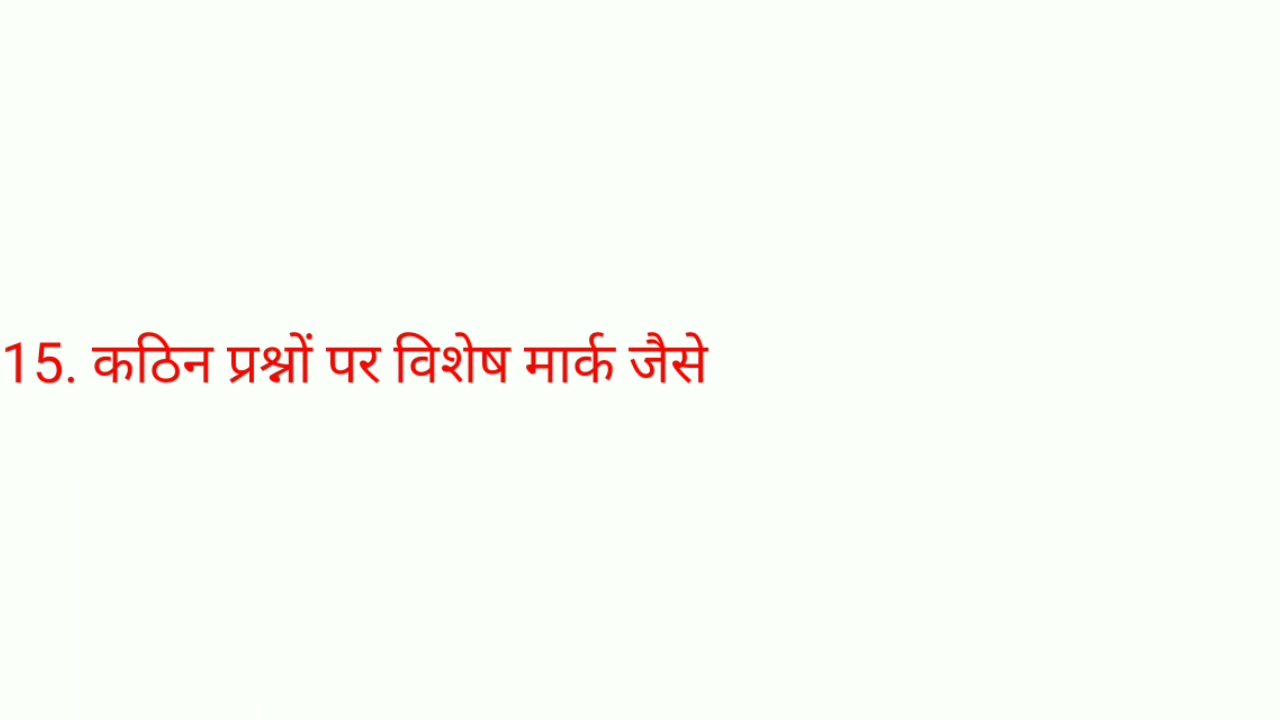 15. कठिन प्रश्नों पर विशेष मार्क जैसे